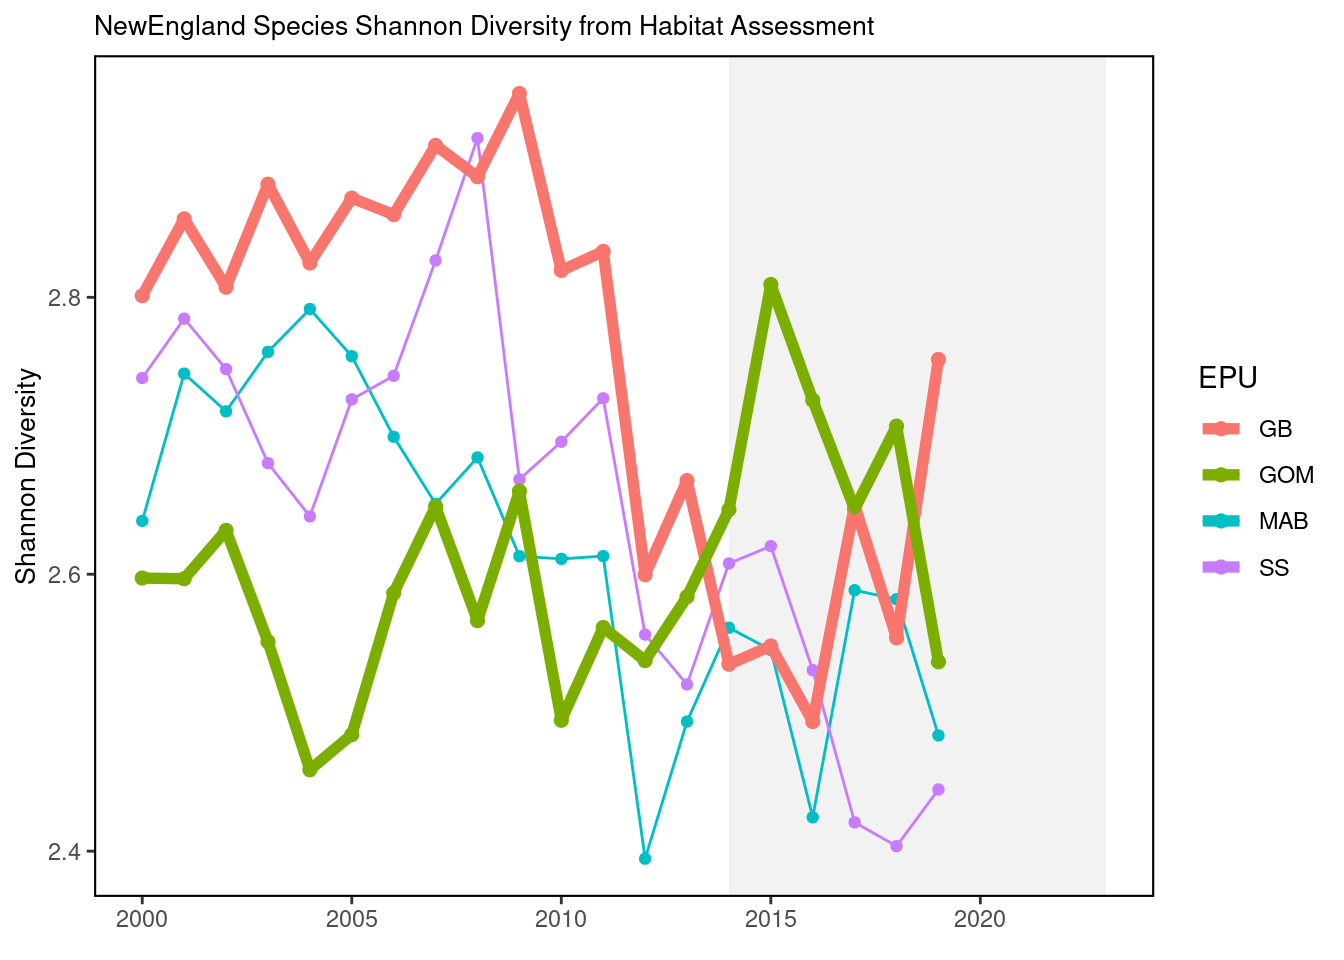 NewEngland Species Shannon Diversity from Habitat Assessment
Shannon Diversity
2.8
2.6
2.4
2000
2005
2010
2015
2020
EPU
GB
GOM
MAB
SS